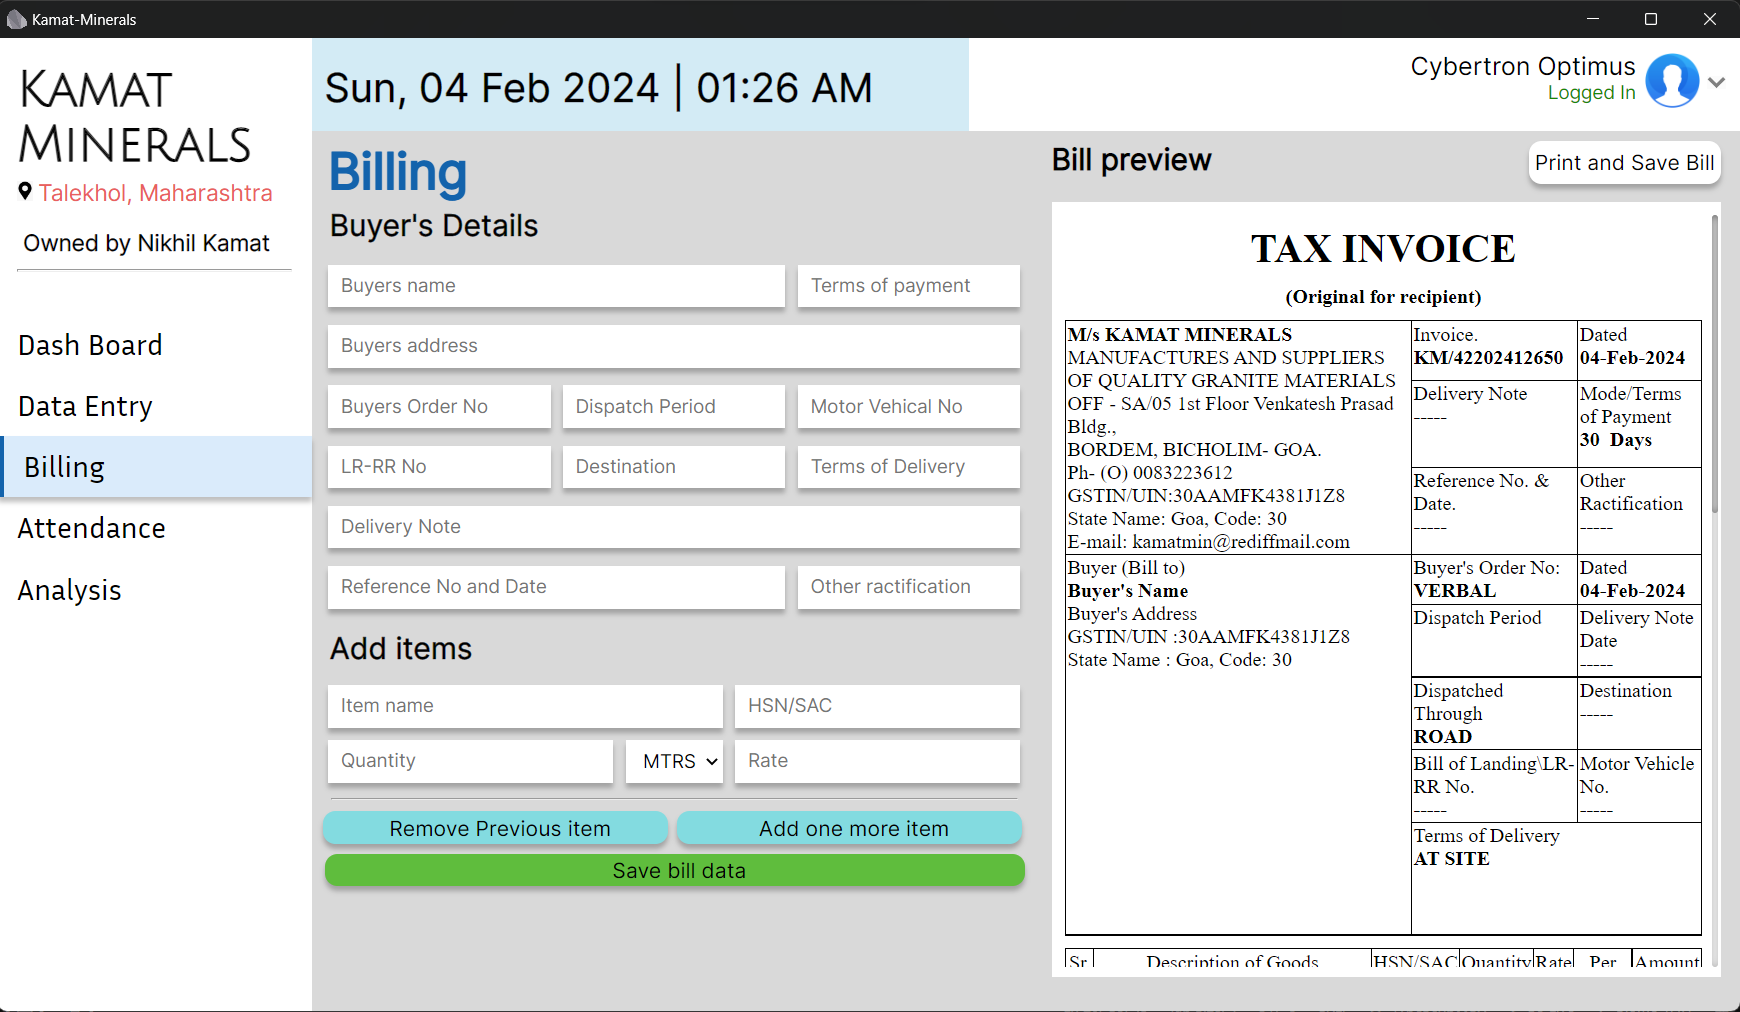 Kamat-Minerals
KAMAT
MINERALS
Talekhol, Maharashtra
Owned by Nikhil Kamat
Dash Board
Data Entry
Billing
Attendance
Analysis
Sun, 04 Feb 2024 | 01:26 AM
Cybertron Optimus
Logged In
Billing
Buyer's Details
Buyers name
Terms of payment
Buyers address
Buyers Order No
Dispatch Period
Motor Vehical No
LR-RR No
Destination
Terms of Delivery
Delivery Note
Reference No and Date
Other ractification
Add items
Item name
HSN/SAC
Quantity
MTRS
Rate
Remove Previous item
Add one more item
Save bill data
Bill preview
Print and Save Bill
TAX INVOICE
(Original for recipient)
M/s KAMAT MINERALS
MANUFACTURES AND SUPPLIERS
OF QUALITY GRANITE MATERIALS
OFF - SA/05 1st Floor Venkatesh Prasad
Bldg.,
BORDEM, BICHOLIM- GOA.
Ph- (O) 0083223612
GSTIN/UIN:30AAMFK4381J1Z8
State Name: Goa, Code: 30
E-mail: kamatmin@rediffmail.com
Invoice.
KM/42202412650
Dated
04-Feb-2024
Delivery Note
-----
Mode/Terms
of Payment
30 Days
Reference No. &
Date.
-----
Other
Ractification
-----
Buyer (Bill to)
Buyer's Name
Buyer's Address
GSTIN/UIN :30AAMFK4381J1Z8
State Name : Goa, Code: 30
Buyer's Order No:
VERBAL
Dated
04-Feb-2024
Dispatch Period
Delivery Note
Date
-----
Dispatched
Through
ROAD
Destination
-----
Bill of Landing\LR-
RR No.
-----
Motor Vehicle
No.
-----
Terms of Delivery
AT SITE
Sr Description of Goods HSN/SAC Quantity Rate Per Amount